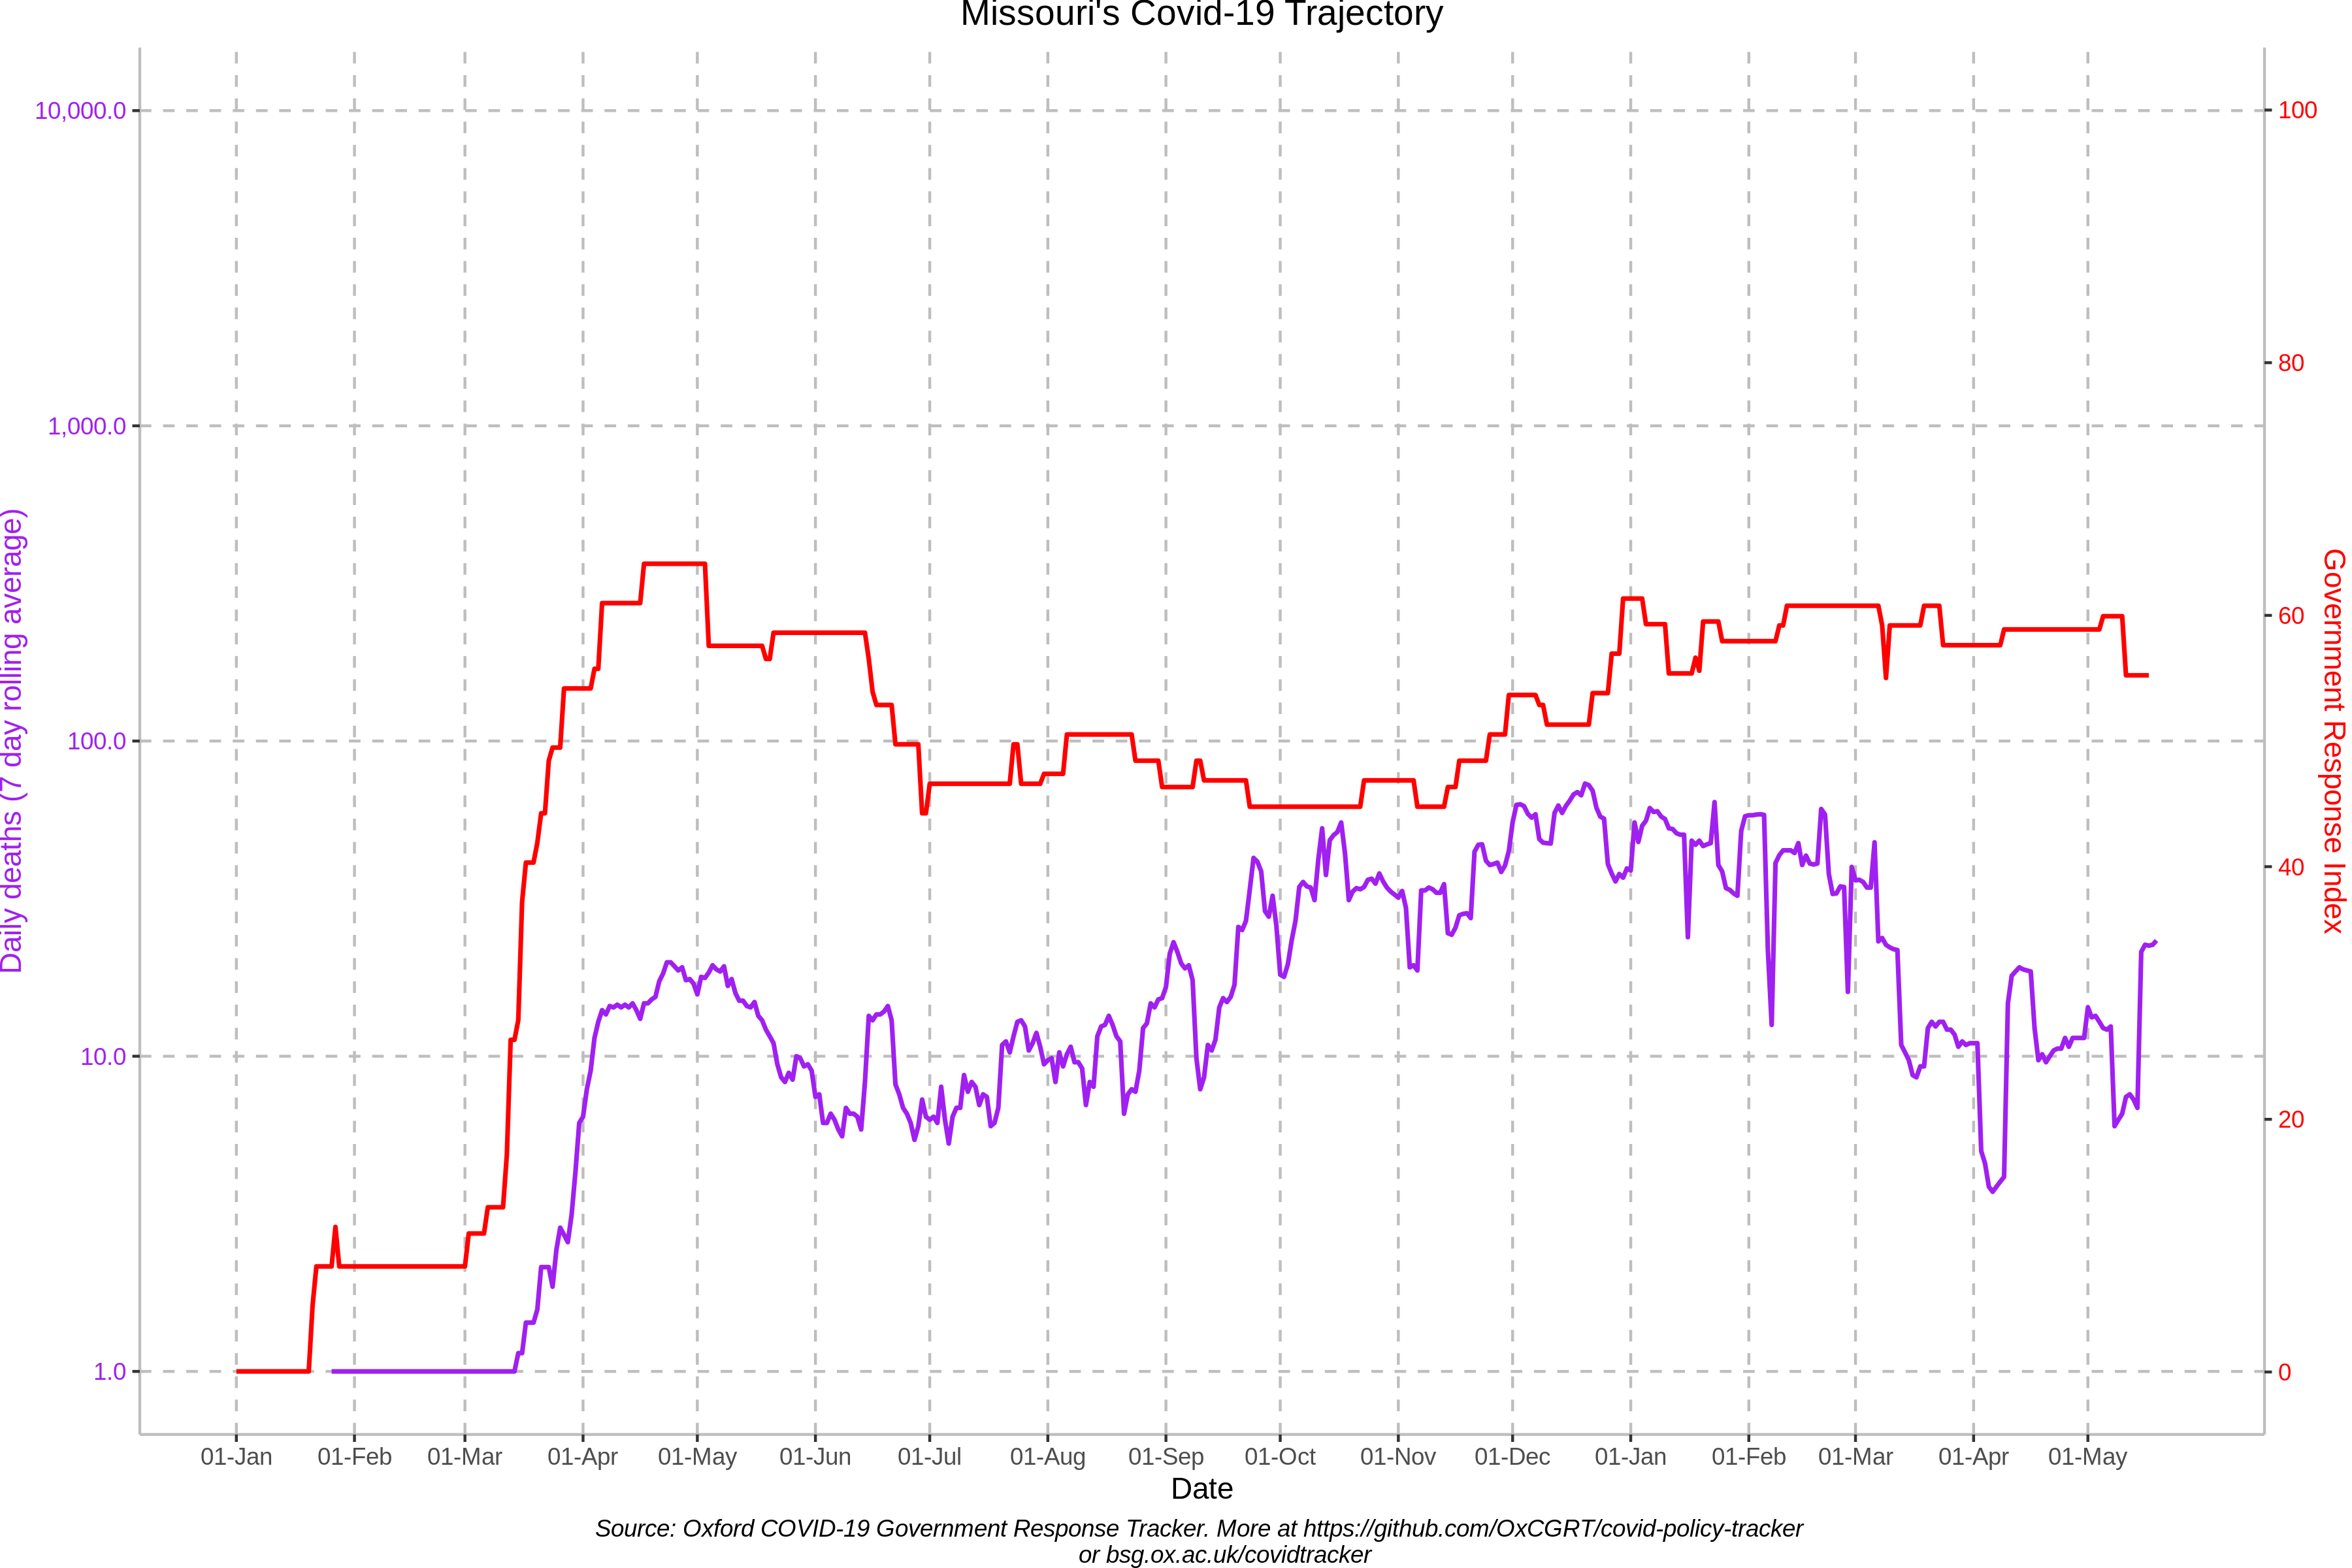 Missouri's Covid-19 Trajectory
10,000.0
1,000.0
100.0
10.0
1.0
Daily deaths (7 day rolling average)
100
80
60
40
20
0
Government Response Index
01-Jan 01-Feb 01-Mar 01-Apr 01-May 01-Jun 01-Jul 01-Aug 01-Sep 01-Oct 01-Nov 01-Dec 01-Jan 01-Feb 01-Mar 01-Apr 01-May
Date
Source: Oxford COVID-19 Government Response Tracker. More at https://github.com/OxCGRT/covid-policy-tracker
or bsg.ox.ac.uk/covidtracker